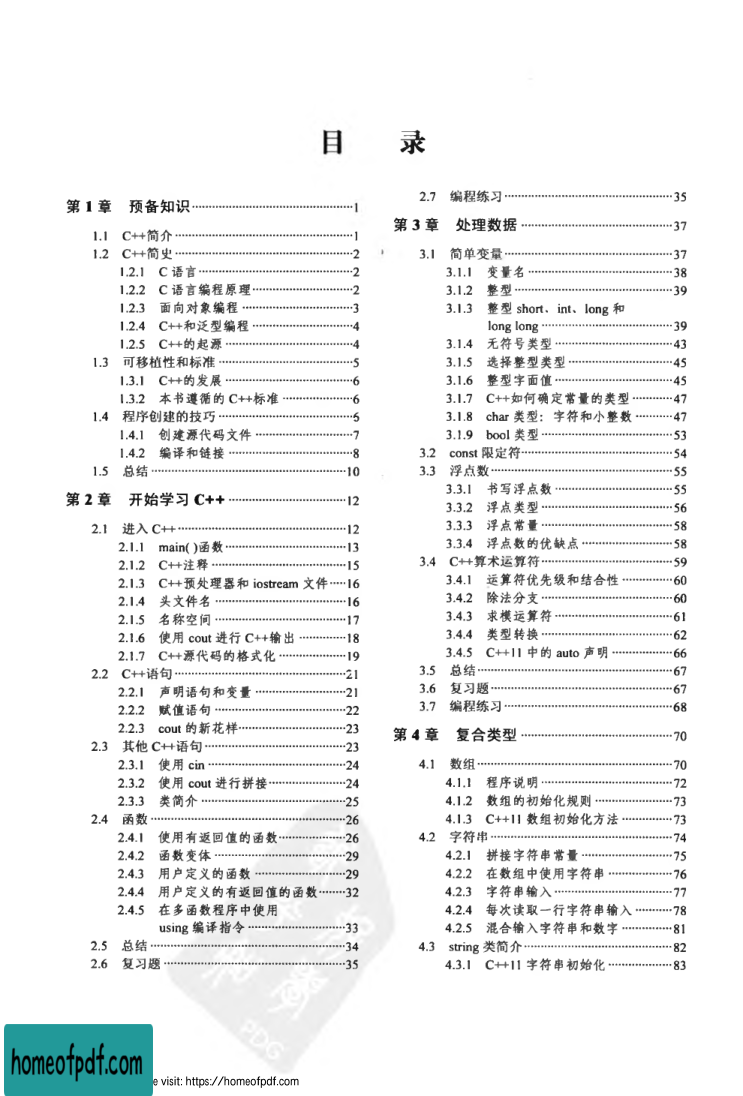 目 录
第 1 章 预备知识……………………………………1
1.1 C++简介……………………………………1
1.2 C++简史……………………………………2
1.2.1 C 语言……………………………………2
1.2.2 C 语言编程原理……………………………………2
1.2.3 面向对象编程……………………………………3
1.2.4 C++和泛型编程……………………………………4
1.2.5 C++的起源……………………………………4
1.3 可移植性和标准……………………………………5
1.3.1 C++的发展……………………………………6
1.3.2 本书遵循的 C++标准……………………………………6
1.4 程序创建的技巧……………………………………6
1.4.1 创建源代码文件……………………………………7
1.4.2 编译和链接……………………………………8
1.5 总结……………………………………10
第 2 章 开始学习 C++……………………………………12
2.1 进入 C++……………………………………12
2.1.1 main( )函数……………………………………13
2.1.2 C++注释……………………………………15
2.1.3 C++预处理器和 iostream 文件……16
2.1.4 头文件名……………………………………16
2.1.5 名称空间……………………………………17
2.1.6 使用 cout 进行 C++输出……………18
2.1.7 C++源代码的格式化……………………19
2.2 C++语句……………………………………21
2.2.1 声明语句和变量……………………………………21
2.2.2 赋值语句……………………………………22
2.2.3 cout 的新花样……………………………………23
2.3 其他 C++语句……………………………………23
2.3.1 使用 cin……………………………………24
2.3.2 使用 cout 进行拼接……………………24
2.3.3 类简介……………………………………25
2.4 函数……………………………………26
2.4.1 使用有返回值的函数……………………26
2.4.2 函数变体……………………………………29
2.4.3 用户定义的函数……………………………………29
2.4.4 用户定义的有返回值的函数………32
2.4.5 在多函数程序中使用
using 编译指令……………………………………33
2.5 总结……………………………………34
2.6 复习题……………………………………35
2.7 编程练习……………………………………35
第 3 章 处理数据……………………………………37
3.1 简单变量……………………………………37
3.1.1 变量名……………………………………38
3.1.2 整型……………………………………39
3.1.3 整型 short、int、long 和
long long……………………………………39
3.1.4 无符号类型……………………………………43
3.1.5 选择整型类型……………………………………45
3.1.6 整型字面值……………………………………45
3.1.7 C++如何确定常量的类型…………47
3.1.8 char 类型：字符和小整数…………47
3.1.9 bool 类型……………………………………53
3.2 const 限定符……………………………………54
3.3 浮点数……………………………………55
3.3.1 书写浮点数……………………………………55
3.3.2 浮点类型……………………………………56
3.3.3 浮点常量……………………………………58
3.3.4 浮点数的优缺点……………………………………58
3.4 C++算术运算符……………………………………59
3.4.1 运算符优先级和结合性……………60
3.4.2 除法分支……………………………………60
3.4.3 求模运算符……………………………………61
3.4.4 类型转换……………………………………62
3.4.5 C++11 中的 auto 声明………………66
3.5 总结……………………………………67
3.6 复习题……………………………………67
3.7 编程练习……………………………………68
第 4 章 复合类型……………………………………70
4.1 数组……………………………………70
4.1.1 程序说明……………………………………72
4.1.2 数组的初始化规则……………………73
4.1.3 C++11 数组初始化方法……………73
4.2 字符串……………………………………74
4.2.1 拼接字符串常量……………………………………75
4.2.2 在数组中使用字符串…………………76
4.2.3 字符串输入……………………………………77
4.2.4 每次读取一行字符串输入…………78
4.2.5 混合输入字符串和数字……………81
4.3 string 类简介……………………………………82
4.3.1 C++11 字符串初始化…………………83
homeofpdf.com
e visit: https://homeofpdf.com